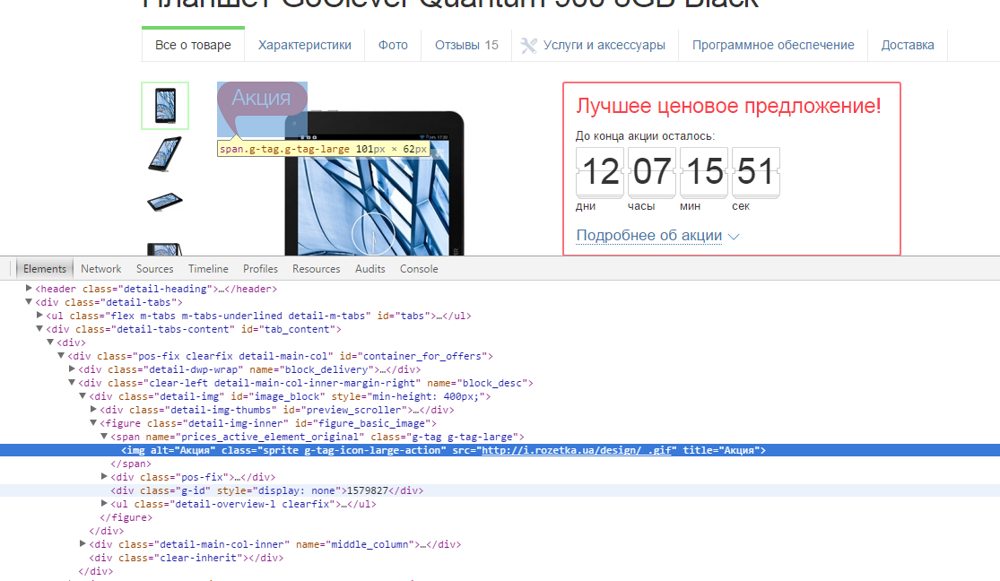 Планшет GoClever Quantum 900 8GB Black
Все о товаре Характеристики Фото Отзывы 15 Услуги и аксессуары Программное обеспечение Доставка
Акция
span.g-tag.g-tag-large 101px × 62px
Лучшее ценовое предложение!
До конца акции осталось:
12 07 15 51
дни часы мин сек
Подробнее об акции
Elements Network Sources Timeline Profiles Resources Audits Console
<header class="detail-heading">…</header>
<div class="detail-tabs">
<ul class="flex m-tabs m-tabs-underlined detail-m-tabs" id="tabs">…</ul>
<div class="detail-tabs-content" id="tab_content">
<div>
<div class="pos-fix clearfix detail-main-col" id="container_for_offers">
<div class="detail-dwp-wrap" name="block_delivery">…</div>
<div class="clear-left detail-main-col-inner-margin-right" name="block_desc">
<div class="detail-img" id="image_block" style="min-height: 400px;">
<div class="detail-img-thumbs" id="preview_scroller">…</div>
<figure class="detail-img-inner" id="figure_basic_image">
<span name="prices_active_element_original" class="g-tag g-tag-large">
<img alt="Акция" class="sprite g-tag-icon-large-action" src="http://i.rozetka.ua/design/_.gif" title="Акция">
</span>
<div class="pos-fix">…</div>
<div class="g-id" style="display: none">1579827</div>
<ul class="detail-overview-l clearfix">…</ul>
</figure>
</div>
<div class="detail-main-col-inner" name="middle_column">…</div>
<div class="clear-inherit"></div>
</div>